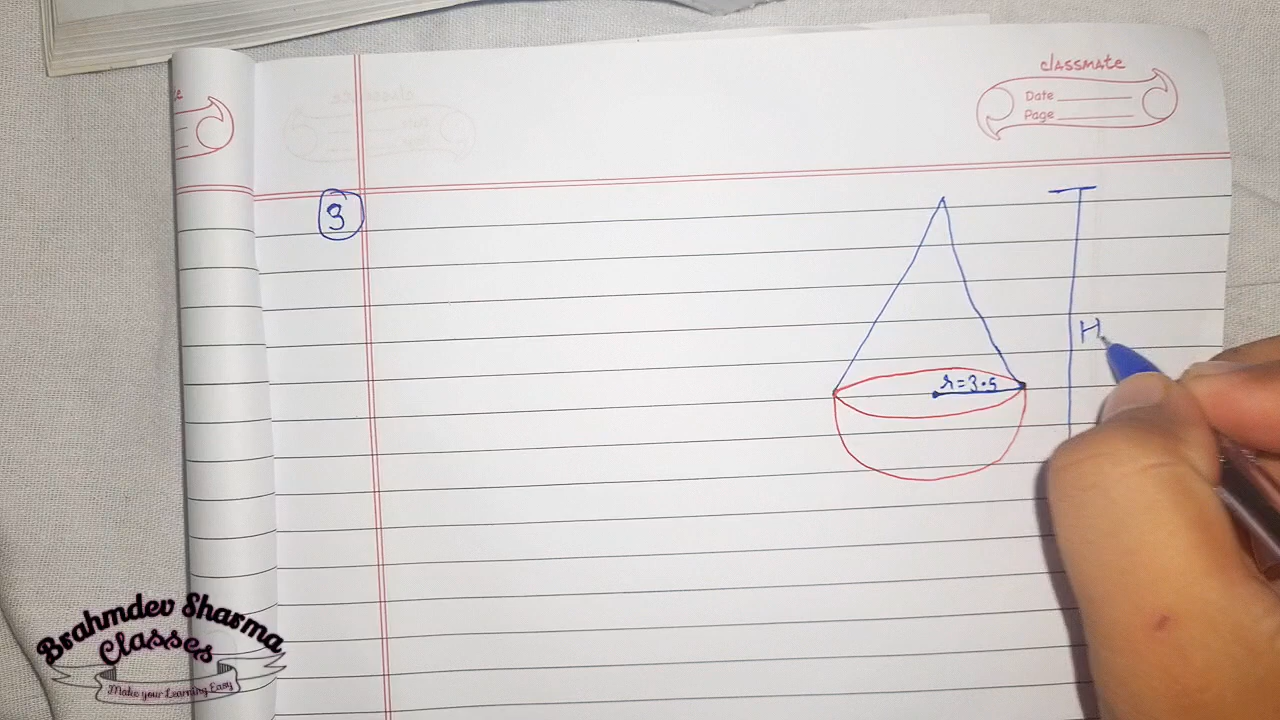 classmate
Date
Page
3
H
r=3.5
Brahmdev Sharma
Classes
Make your Learning Easy